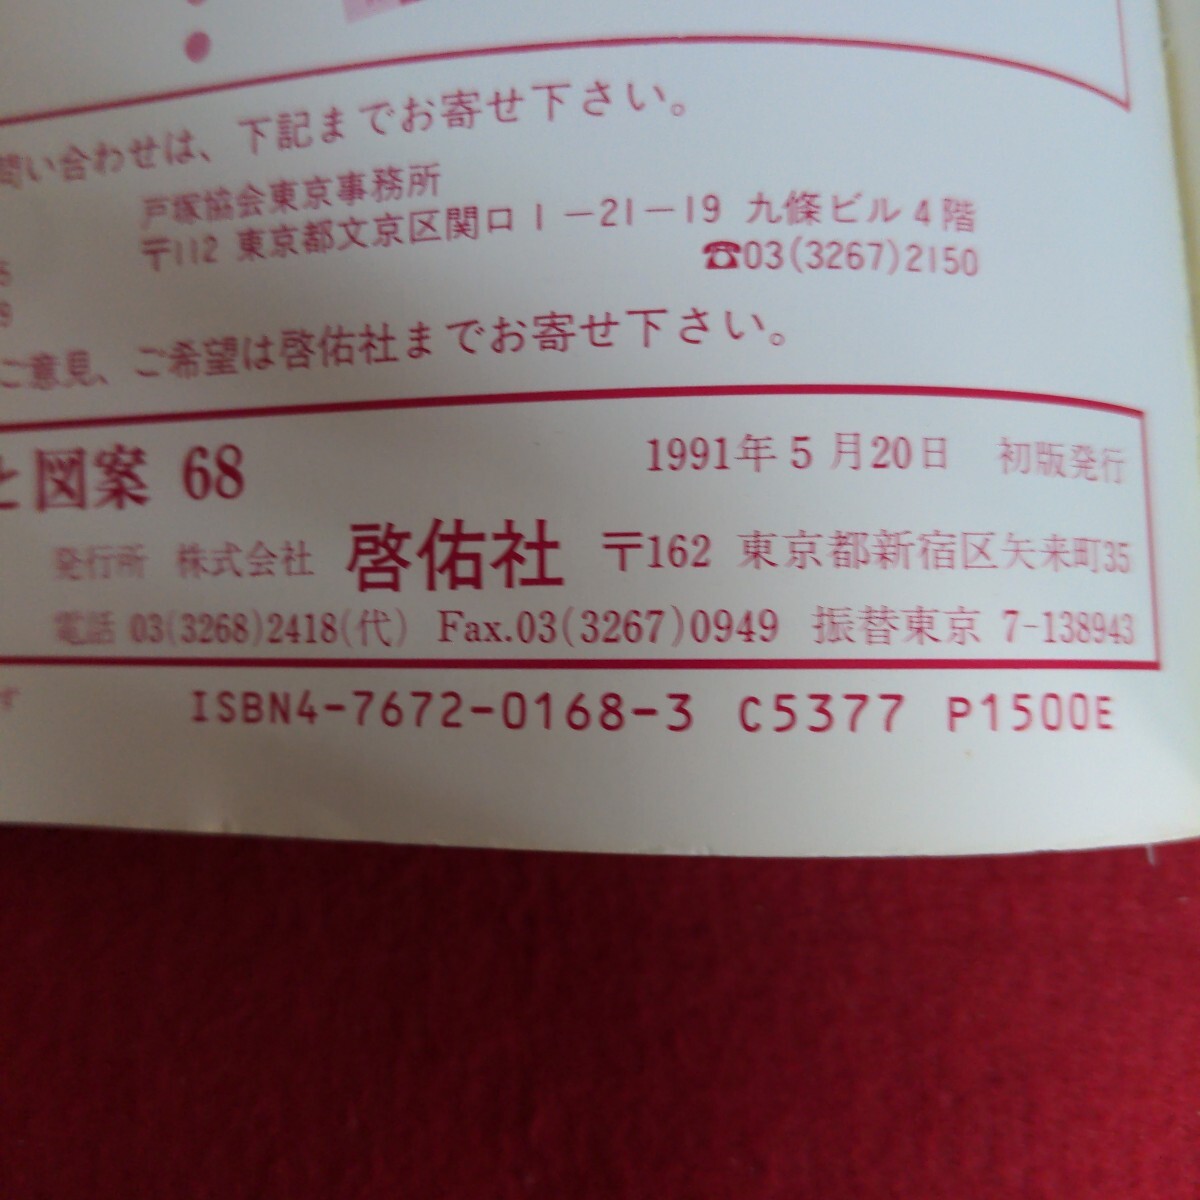 問い合わせは、下記までお寄せ下さい。
戸塚協会東京事務所
〒112 東京都文京区関口1-21-19 九條ビル4階
☎03(3267)2150
ご意見、ご希望は啓佑社までお寄せ下さい。
と図案 68 1991年5月20日 初版発行
発行所 株式会社 啓佑社 〒162 東京都新宿区矢来町35
電話 03(3268)2418(代) Fax.03(3267)0949 振替東京 7-138943
ISBN4-7672-0168-3 C5377 P1500E